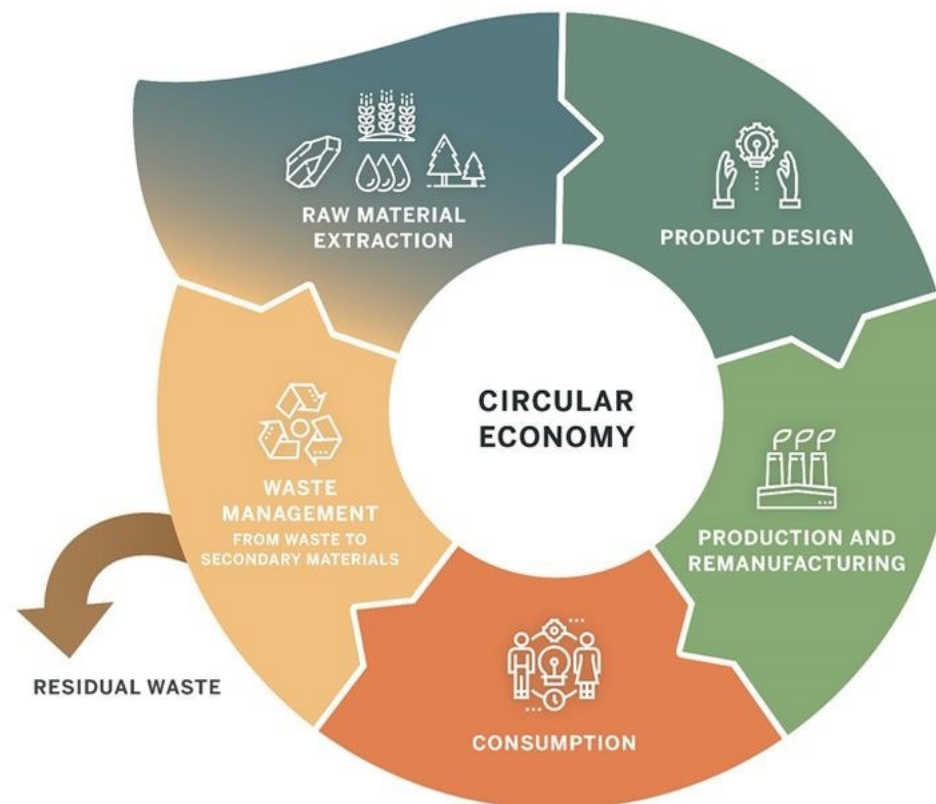 RAW MATERIAL
EXTRACTION
PRODUCT DESIGN
CIRCULAR
ECONOMY
PRODUCTION AND
REMANUFACTURING
CONSUMPTION
WASTE
MANAGEMENT
FROM WASTE TO
SECONDARY MATERIALS
RESIDUAL WASTE